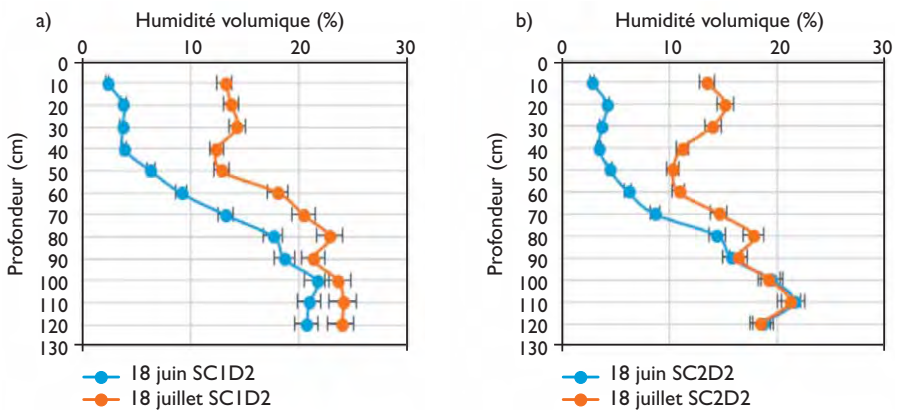 a) Humidité volumique (%)
0 10 20 30
Profondeur (cm)
0
10
20
30
40
50
60
70
80
90
100
110
120
130
18 juin SC1D2
18 juillet SC1D2
b) Humidité volumique (%)
0 10 20 30
Profondeur (cm)
0
10
20
30
40
50
60
70
80
90
100
110
120
130
18 juin SC2D2
18 juillet SC2D2